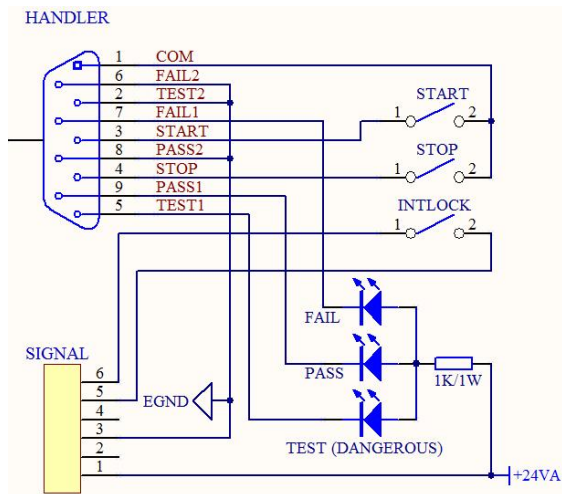 HANDLER
1 COM
6 FAIL2
2 TEST2
7 FAIL1
3 START
8 PASS2
4 STOP
9 PASS1
5 TEST1
START
1 2
STOP
1 2
INTLOCK
1 2
FAIL
PASS
1K/1W
TEST (DANGEROUS)
EGND
SIGNAL
6
5
4
3
2
1
+24VA